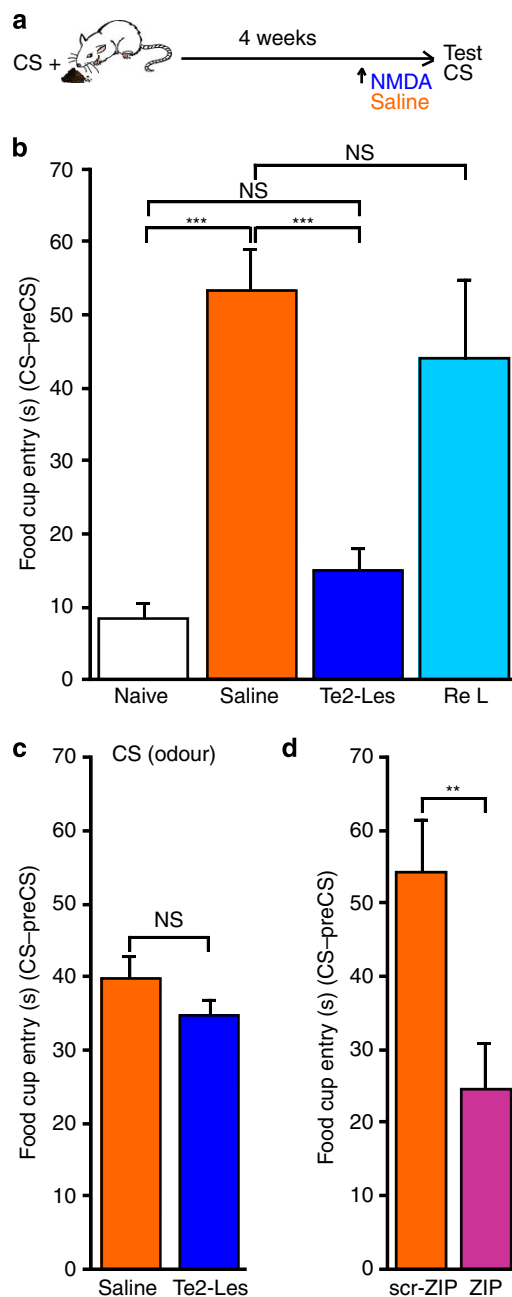 a
CS +
4 weeks
Test
CS
NMDA
Saline
b
Food cup entry (s) (CS–preCS)
70
60
50
40
30
20
10
0
NS
NS
***
***
Naive
Saline
Te2-Les
Re L
c
CS (odour)
Food cup entry (s) (CS–preCS)
70
60
50
40
30
20
10
0
NS
Saline
Te2-Les
d
Food cup entry (s) (CS–preCS)
70
60
50
40
30
20
10
0
**
scr-ZIP
ZIP